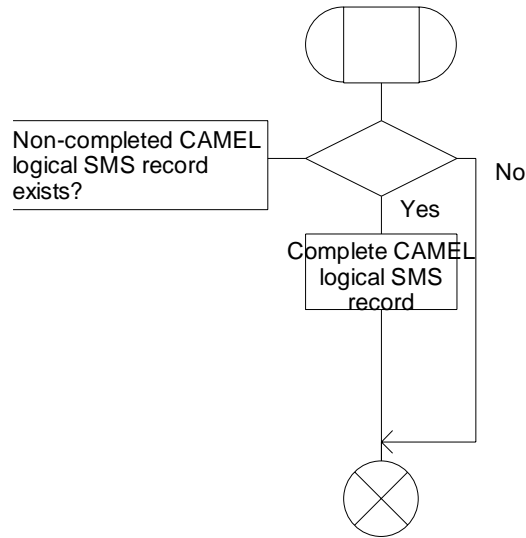 Non-completed CAMEL
logical SMS record
exists?
No
Yes
Complete CAMEL
logical SMS
record